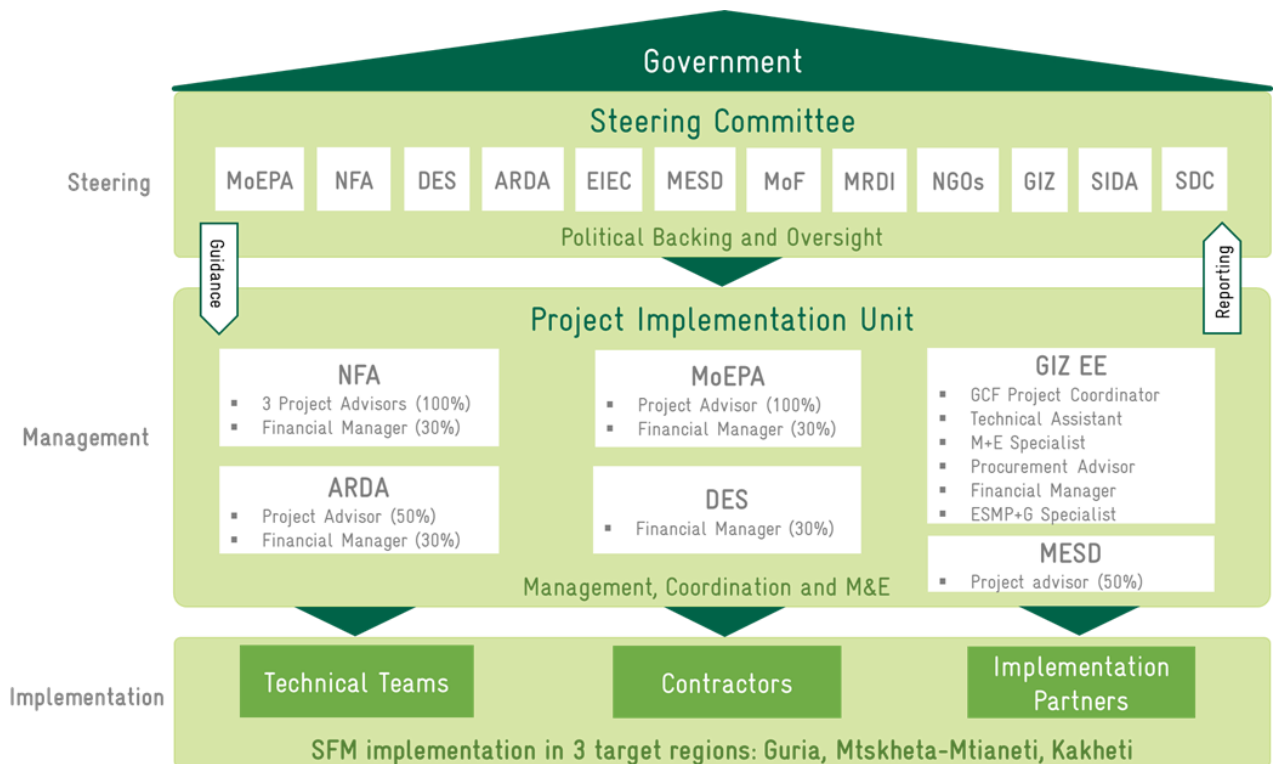 Government
Steering Committee
Steering
MoEPA
NFA
DES
ARDA
EIEC
MESD
MoF
MRDI
NGOs
GIZ
SIDA
SDC
Political Backing and Oversight
Guidance
Reporting
Project Implementation Unit
Management
NFA
▪ 3 Project Advisors (100%)
▪ Financial Manager (30%)
MoEPA
▪ Project Advisor (100%)
▪ Financial Manager (30%)
GIZ EE
▪ GCF Project Coordinator
▪ Technical Assistant
▪ M+E Specialist
▪ Procurement Advisor
▪ Financial Manager
▪ ESMP+G Specialist
ARDA
▪ Project Advisor (50%)
▪ Financial Manager (30%)
DES
▪ Financial Manager (30%)
MESD
▪ Project advisor (50%)
Management, Coordination and M&E
Implementation
Technical Teams
Contractors
Implementation
Partners
SFM implementation in 3 target regions: Guria, Mtskheta-Mtianeti, Kakheti